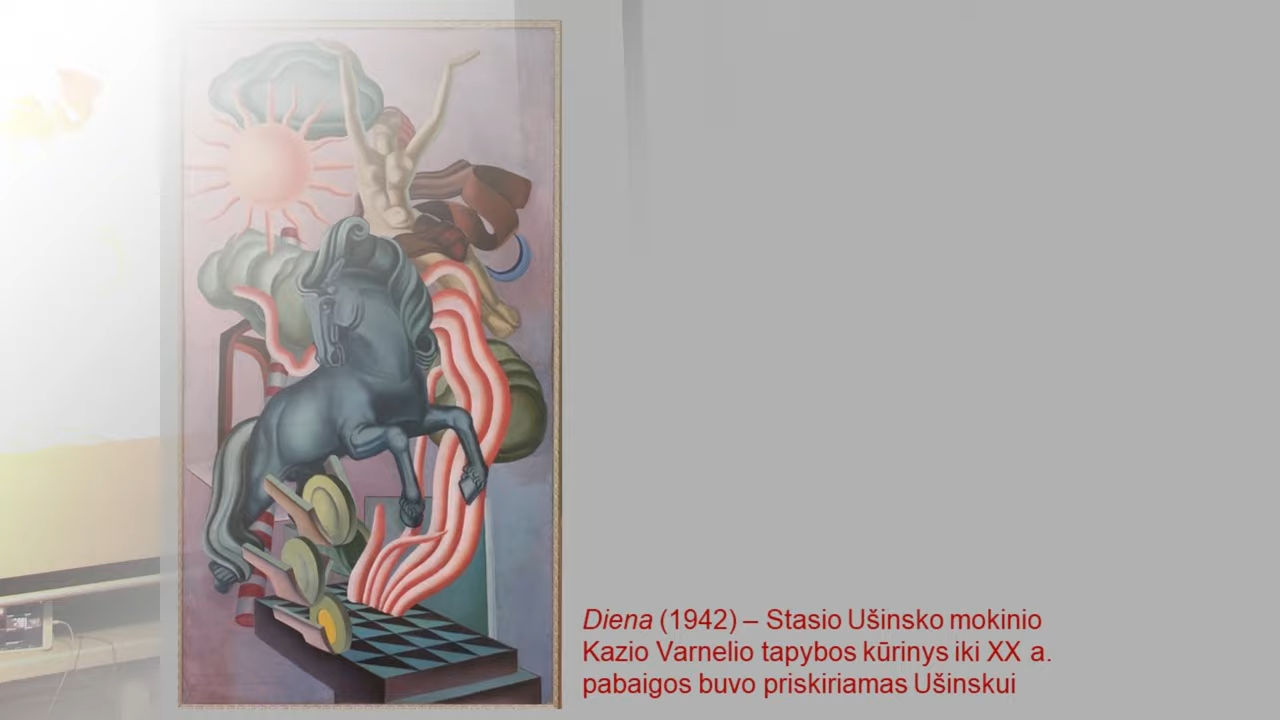 Diena (1942) – Stasio Ušinsko mokinio
Kazio Varnelio tapybos kūrinys iki XX a.
pabaigos buvo priskiriamas Ušinskui